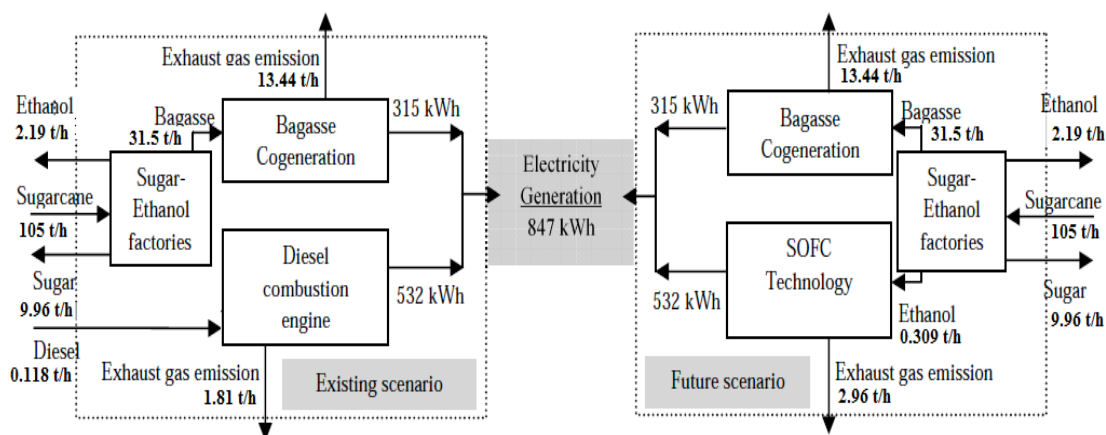 Exhaust gas emission
13.44 t/h
Ethanol
2.19 t/h
Bagasse
31.5 t/h
Bagasse
Cogeneration
315 kWh
Sugar-
Ethanol
factories
Sugarcane
105 t/h
Sugar
9.96 t/h
Diesel
combustion
engine
532 kWh
Diesel
0.118 t/h
Exhaust gas emission
1.81 t/h
Existing scenario
Electricity
Generation
847 kWh
Exhaust gas emission
13.44 t/h
315 kWh
Bagasse
Cogeneration
Bagasse
31.5 t/h
Ethanol
2.19 t/h
Sugar-
Ethanol
factories
Sugarcane
105 t/h
SOFC
Technology
532 kWh
Ethanol
0.309 t/h
Sugar
9.96 t/h
Future scenario
Exhaust gas emission
2.96 t/h